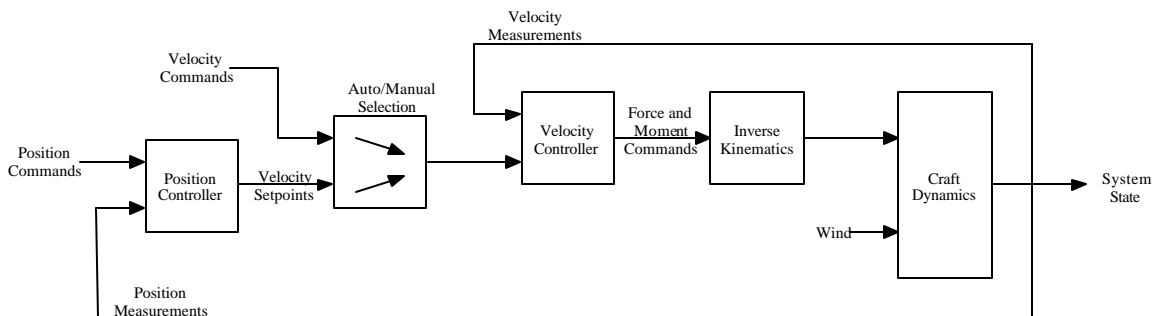 Velocity
Measurements
Velocity
Commands
Auto/Manual
Selection
Position
Commands
Position
Controller
Velocity
Setpoints
Velocity
Controller
Force and
Moment
Commands
Inverse
Kinematics
Craft
Dynamics
Wind
System
State
Position
Measurements